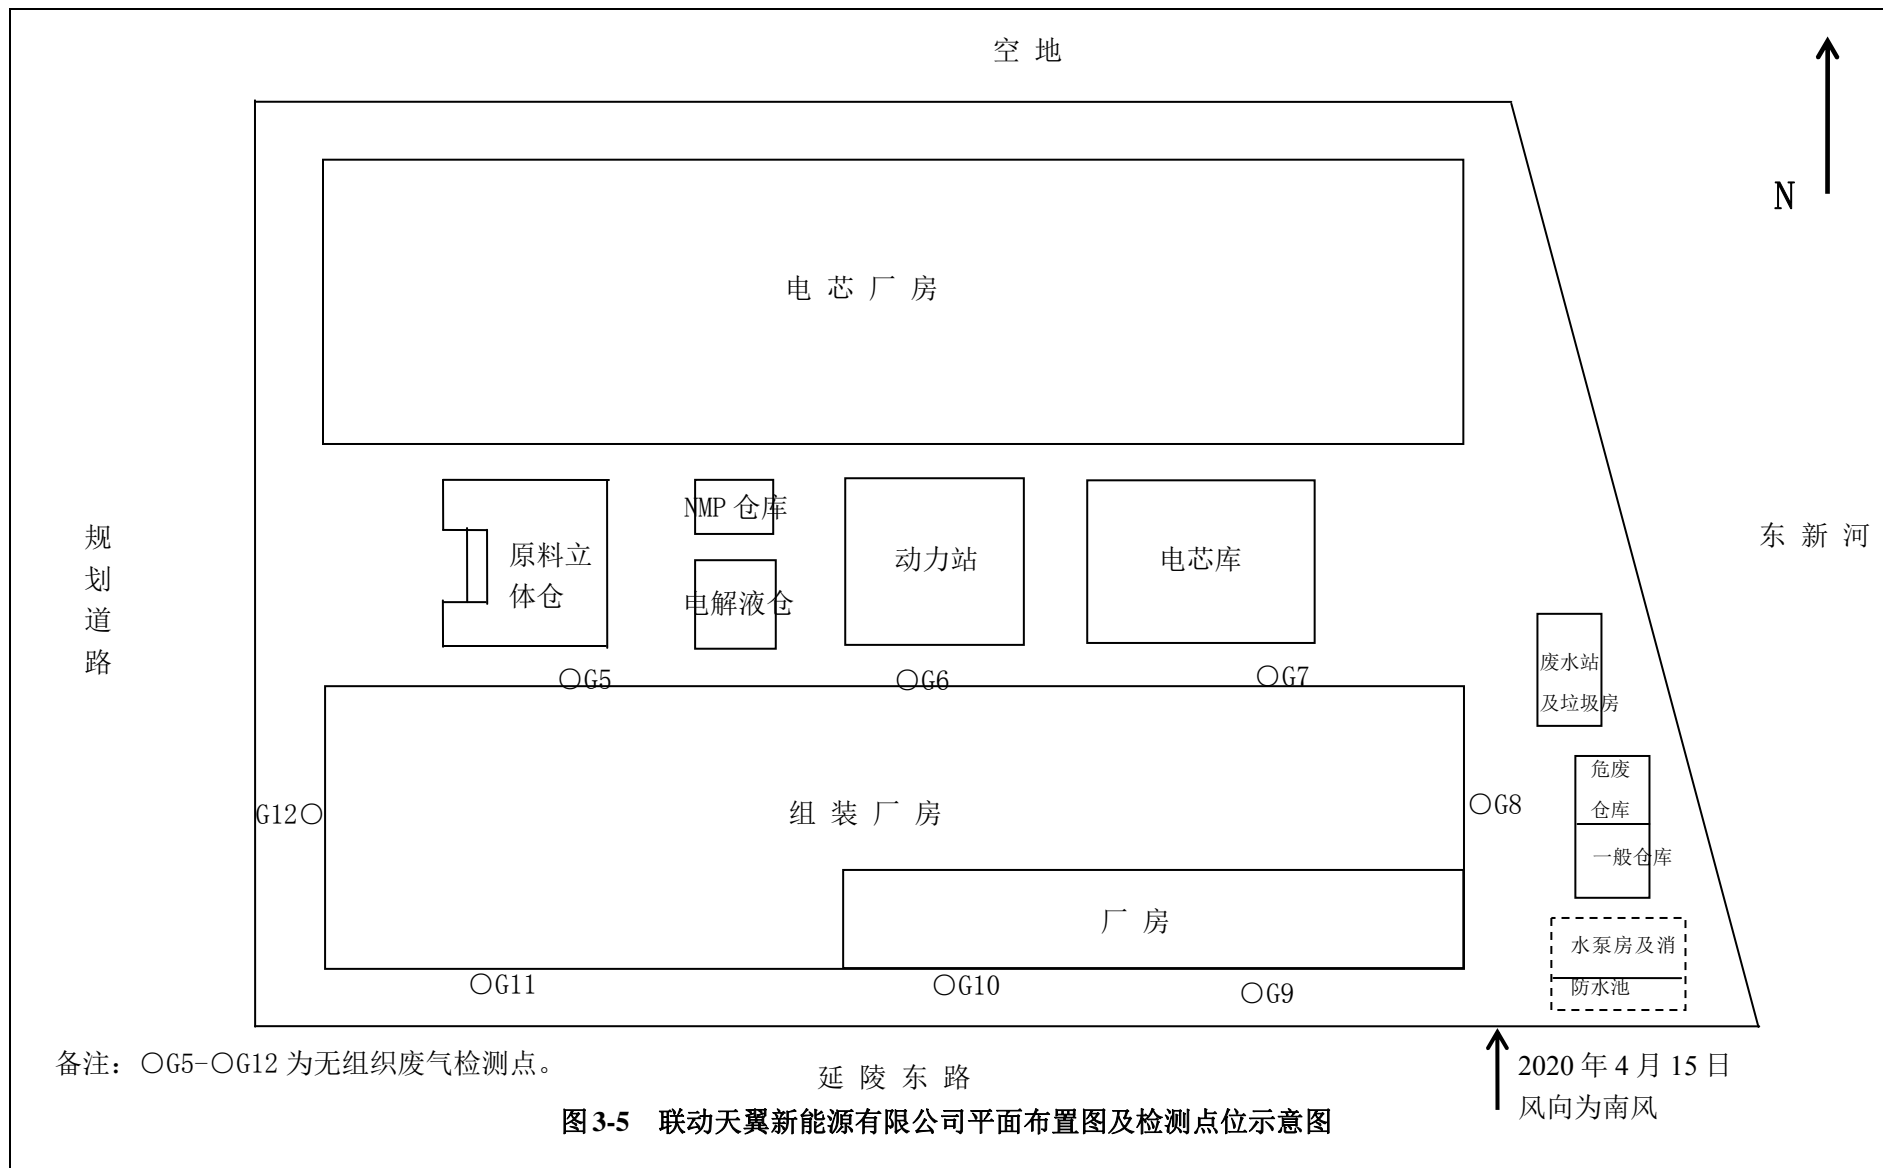 空 地
N
电 芯 厂 房
规
划
道
路
NMP 仓库
原料立
体仓
电解液仓
动力站
电芯库
东 新 河
废水站
及垃圾房
○G5
○G6
○G7
危废
仓库
一般仓库
G12○
组 装 厂 房
○G8
厂 房
水泵房及消
防水池
○G11
○G10
○G9
备注：○G5-○G12 为无组织废气检测点。
延 陵 东 路
2020 年 4 月 15 日
风向为南风
图 3-5 联动天翼新能源有限公司平面布置图及检测点位示意图